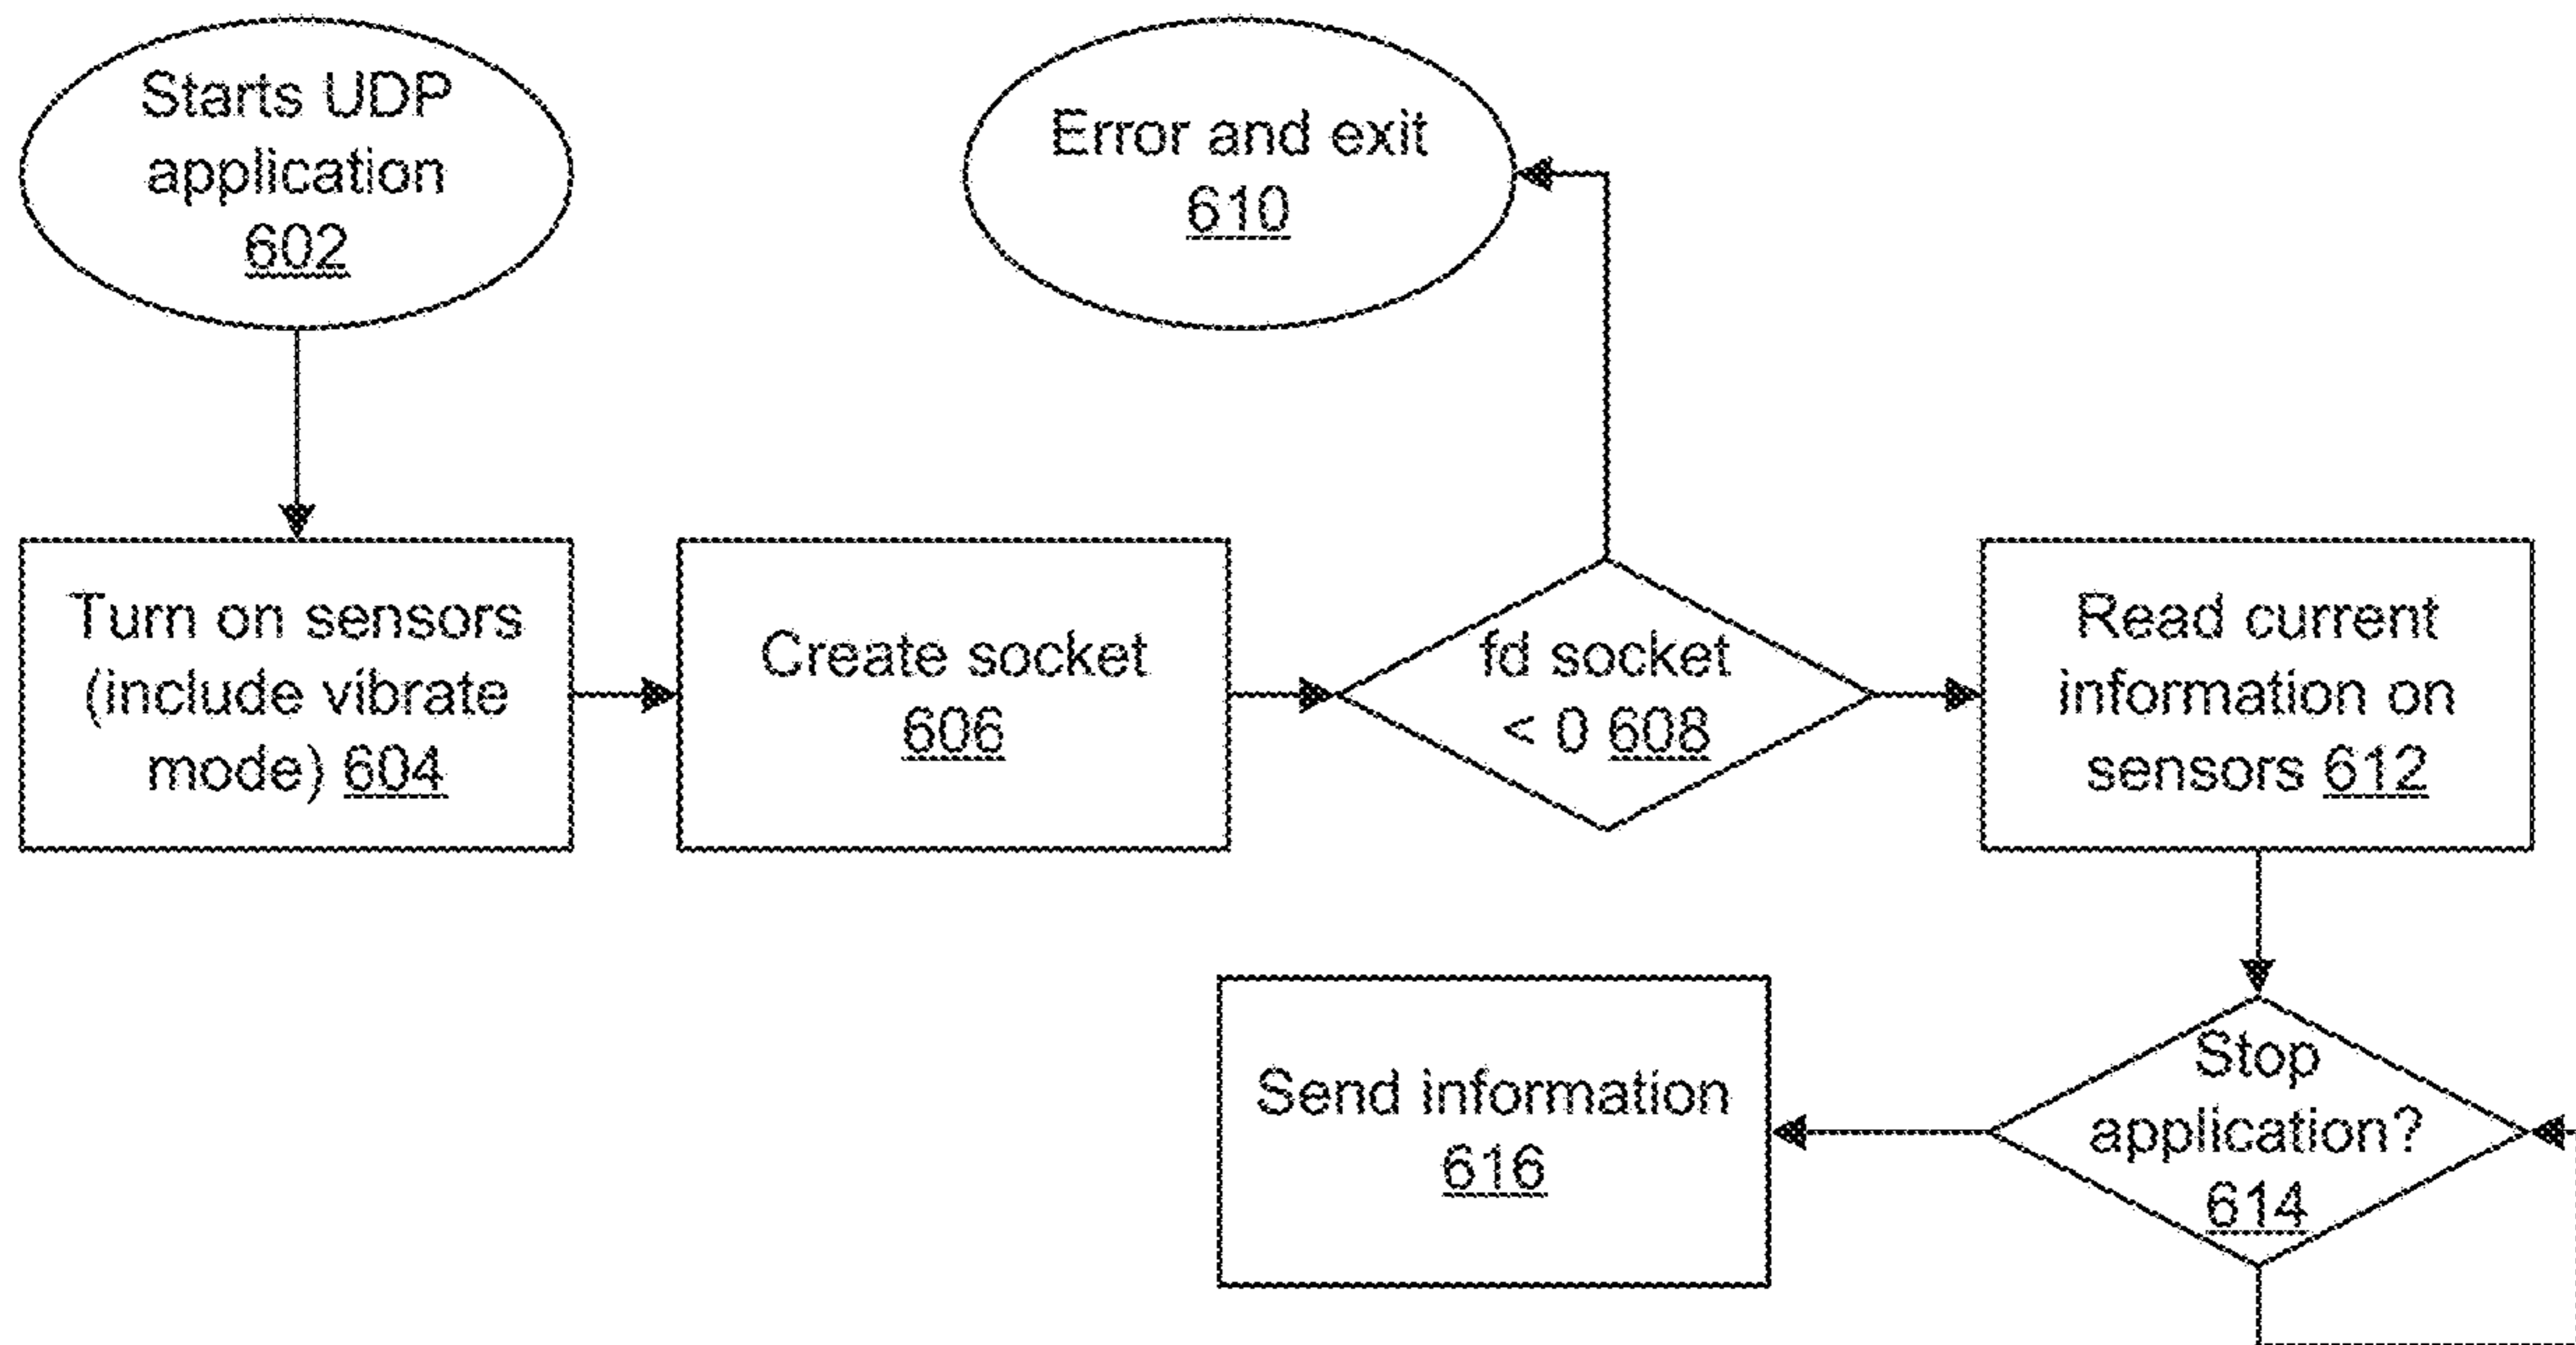 Starts UDP
application
602
Error and exit
610
Turn on sensors
(include vibrate
mode) 604
Create socket
606
fd socket
< 0 608
Read current
information on
sensors 612
Send information
616
Stop
application?
614